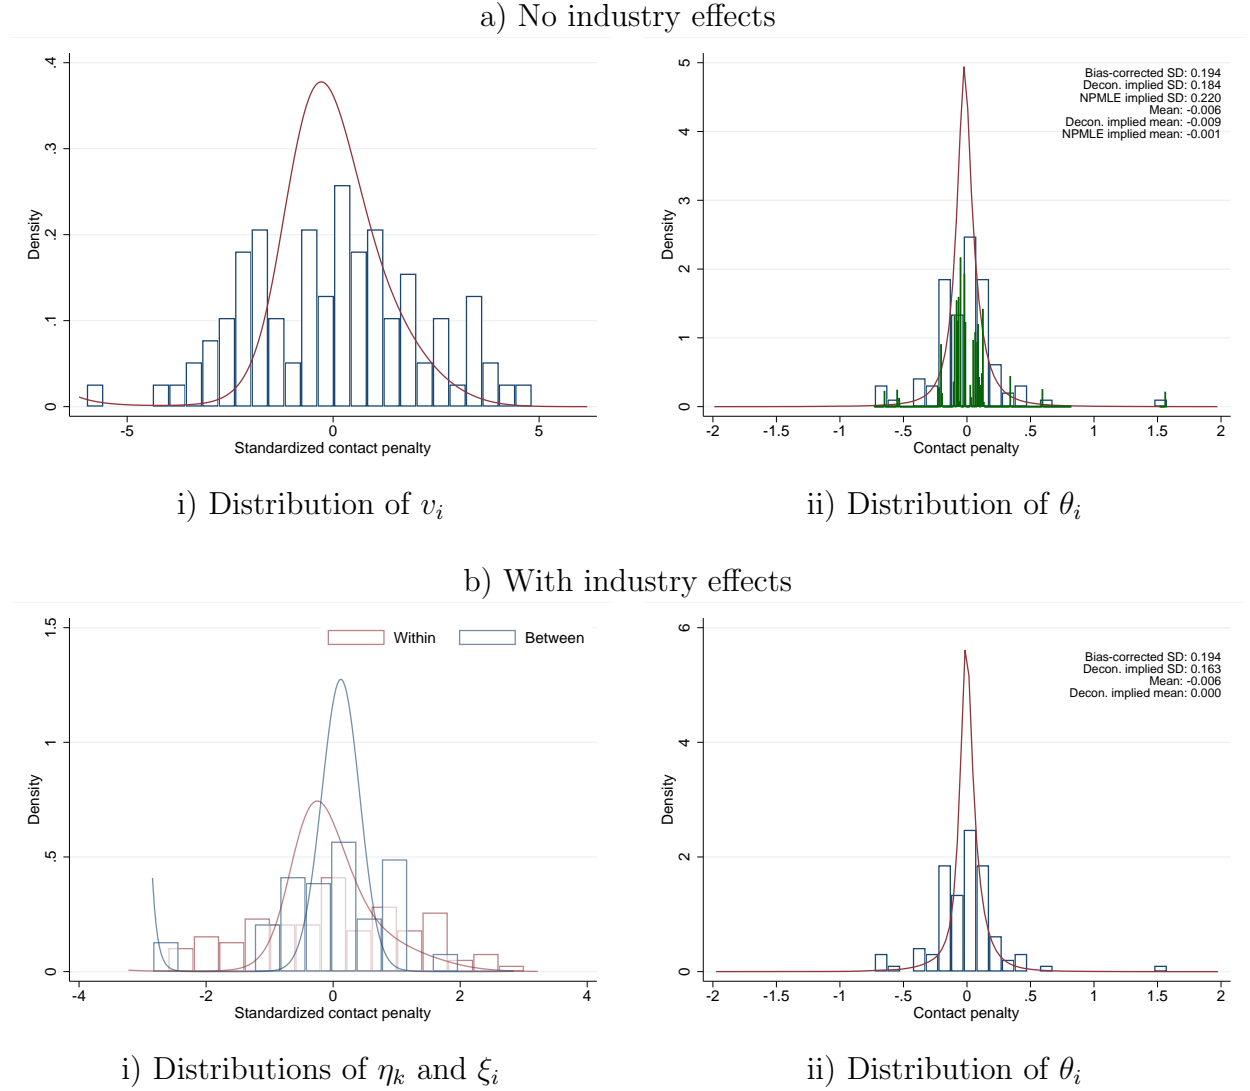 a) No industry effects
.4
.3
.2
.1
0
Density
-5
0
5
Standardized contact penalty
i) Distribution of v_i
5
4
3
2
1
0
Density
Bias-corrected SD: 0.194
Decon. implied SD: 0.184
NPMLE implied SD: 0.220
Mean: -0.006
Decon. implied mean: -0.009
NPMLE implied mean: -0.001
-2
-1.5
-1
-.5
0
.5
1
1.5
2
Contact penalty
ii) Distribution of θ_i
b) With industry effects
1.5
1
.5
0
Density
Within
Between
-4
-2
0
2
4
Standardized contact penalty
i) Distributions of η_k and ξ_i
6
4
2
0
Density
Bias-corrected SD: 0.194
Decon. implied SD: 0.163
Mean: -0.006
Decon. implied mean: 0.000
-2
-1.5
-1
-.5
0
.5
1
1.5
2
Contact penalty
ii) Distribution of θ_i